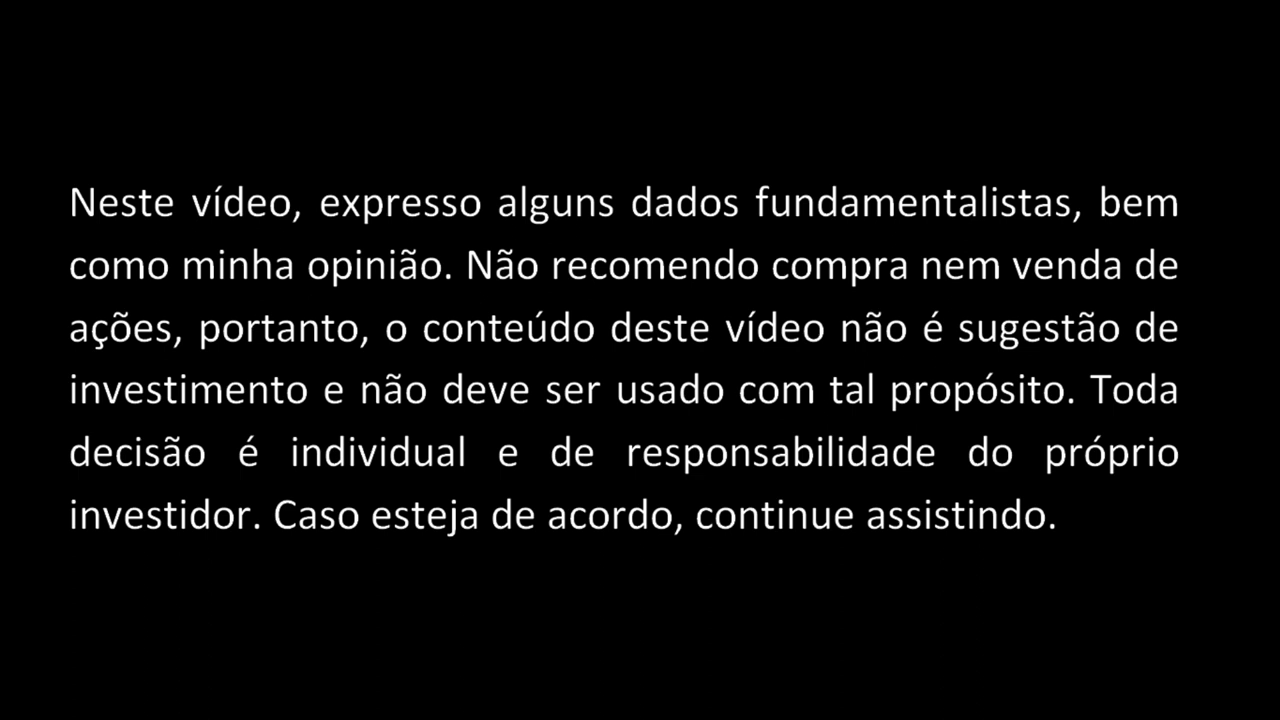 Neste vídeo, expresso alguns dados fundamentalistas, bem
como minha opinião. Não recomendo compra nem venda de
ações, portanto, o conteúdo deste vídeo não é sugestão de
investimento e não deve ser usado com tal propósito. Toda
decisão é individual e de responsabilidade do próprio
investidor. Caso esteja de acordo, continue assistindo.